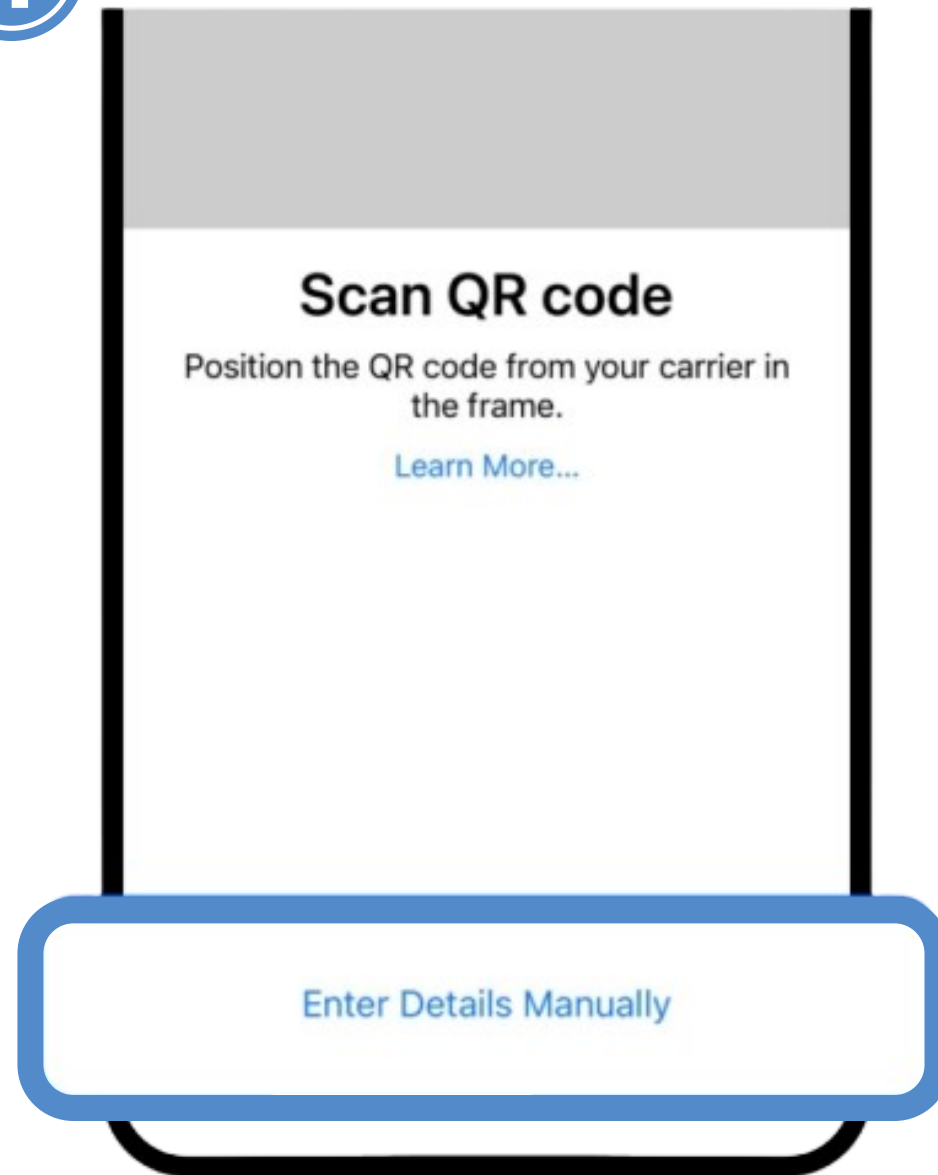 Scan QR code
Position the QR code from your carrier in
the frame.
Learn More...
Enter Details Manually